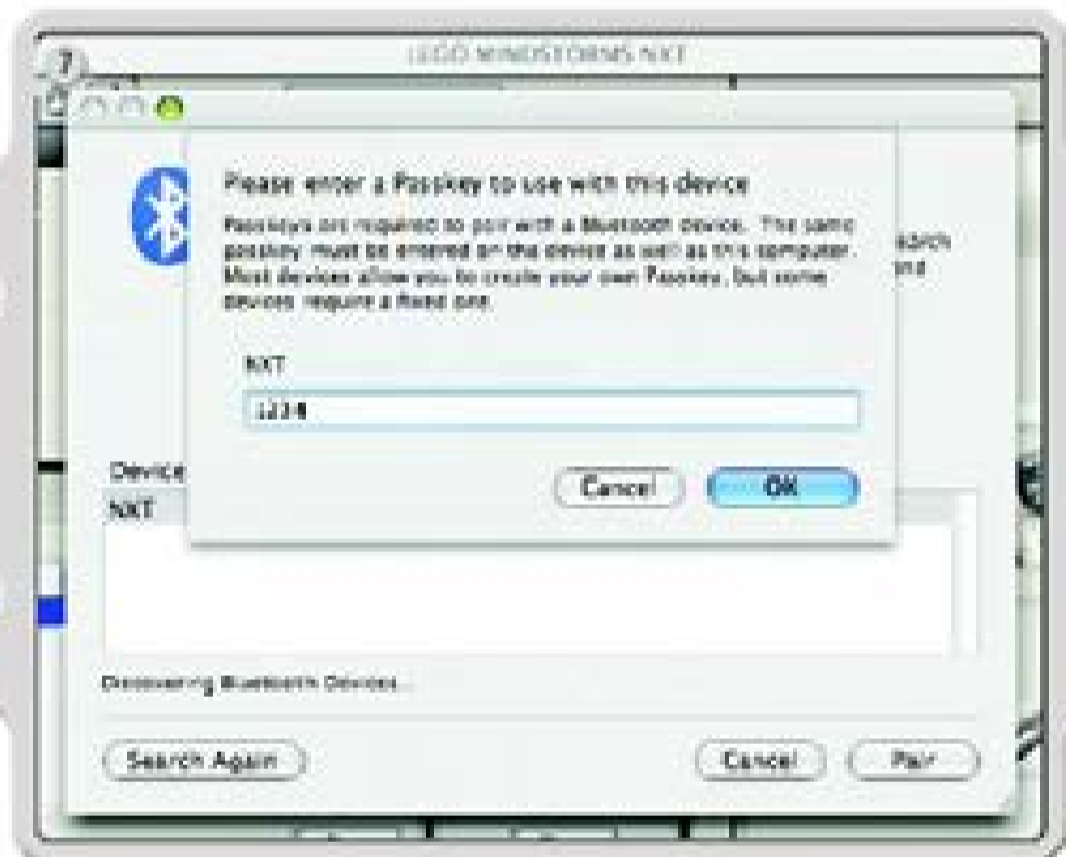 7
LEGO MINDSTORMS NXT
Please enter a Passkey to use with this device
Passkeys are required to pair with a Bluetooth device. The same
passkey must be entered on the device as well as this computer.
Most devices allow you to create your own Passkey, but some
devices require a fixed one.
NXT
1234
Cancel OK
Device
NXT
Discovering Bluetooth Devices...
Search Again Cancel Pair